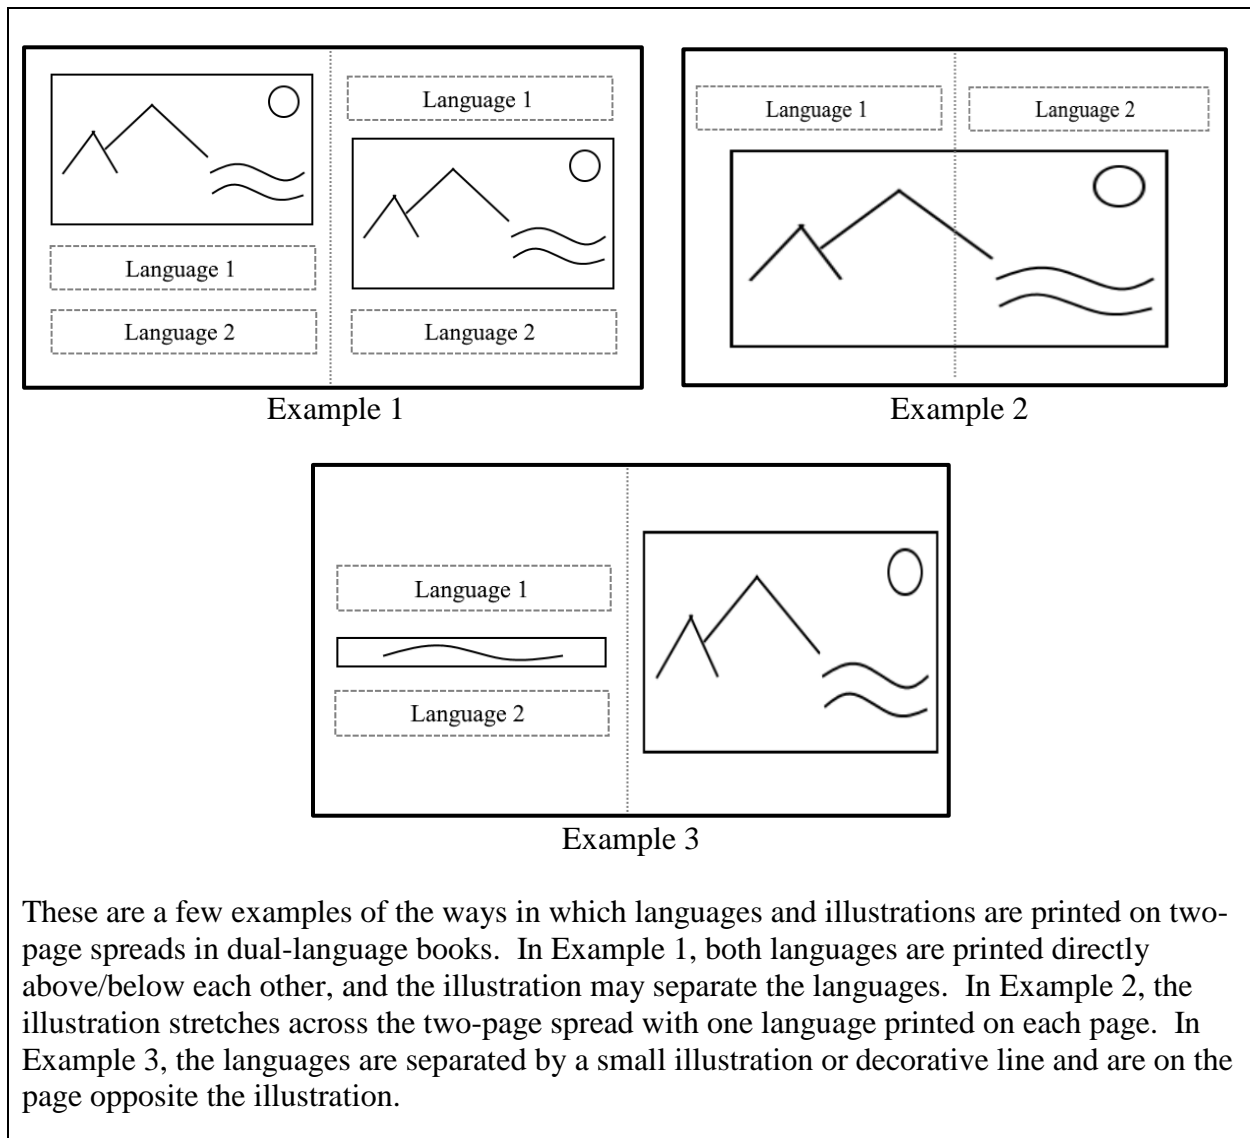 Language 1
Language 2
Language 1
Language 2
Example 1
Language 1
Language 2
Example 2
Language 1
Language 2
Example 3
These are a few examples of the ways in which languages and illustrations are printed on two-
page spreads in dual-language books.  In Example 1, both languages are printed directly
above/below each other, and the illustration may separate the languages.  In Example 2, the
illustration stretches across the two-page spread with one language printed on each page.  In
Example 3, the languages are separated by a small illustration or decorative line and are on the
page opposite the illustration.